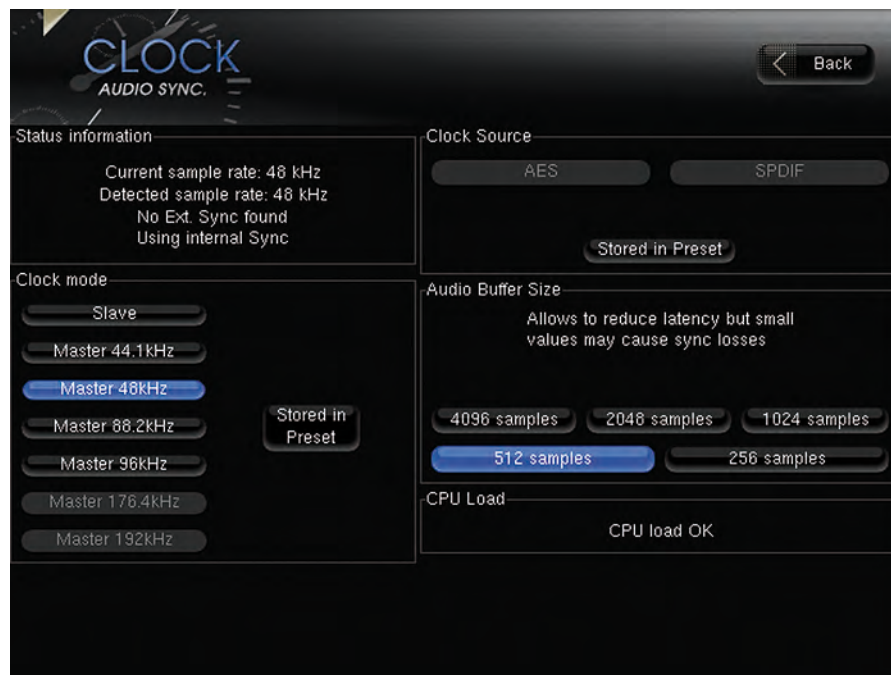 CLOCK
AUDIO SYNC.
Back
Status information
Current sample rate: 48 kHz
Detected sample rate: 48 kHz
No Ext. Sync found
Using internal Sync
Clock Source
AES
SPDIF
Stored in Preset
Clock mode
Slave
Master 44.1kHz
Master 48kHz
Master 88.2kHz
Master 96kHz
Master 176.4kHz
Master 192kHz
Stored in
Preset
Audio Buffer Size
Allows to reduce latency but small
values may cause sync losses
4096 samples
2048 samples
1024 samples
512 samples
256 samples
CPU Load
CPU load OK